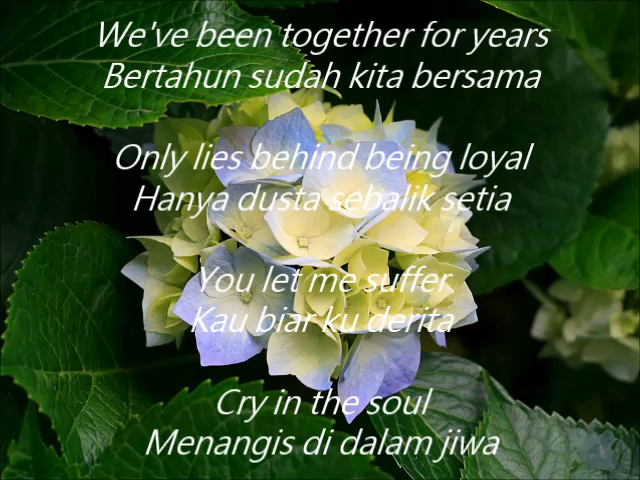 We've been together for years
Bertahun sudah kita bersama
Only lies behind being loyal
Hanya dusta sebalik setia
You let me suffer
Kau biar ku derita
Cry in the soul
Menangis di dalam jiwa